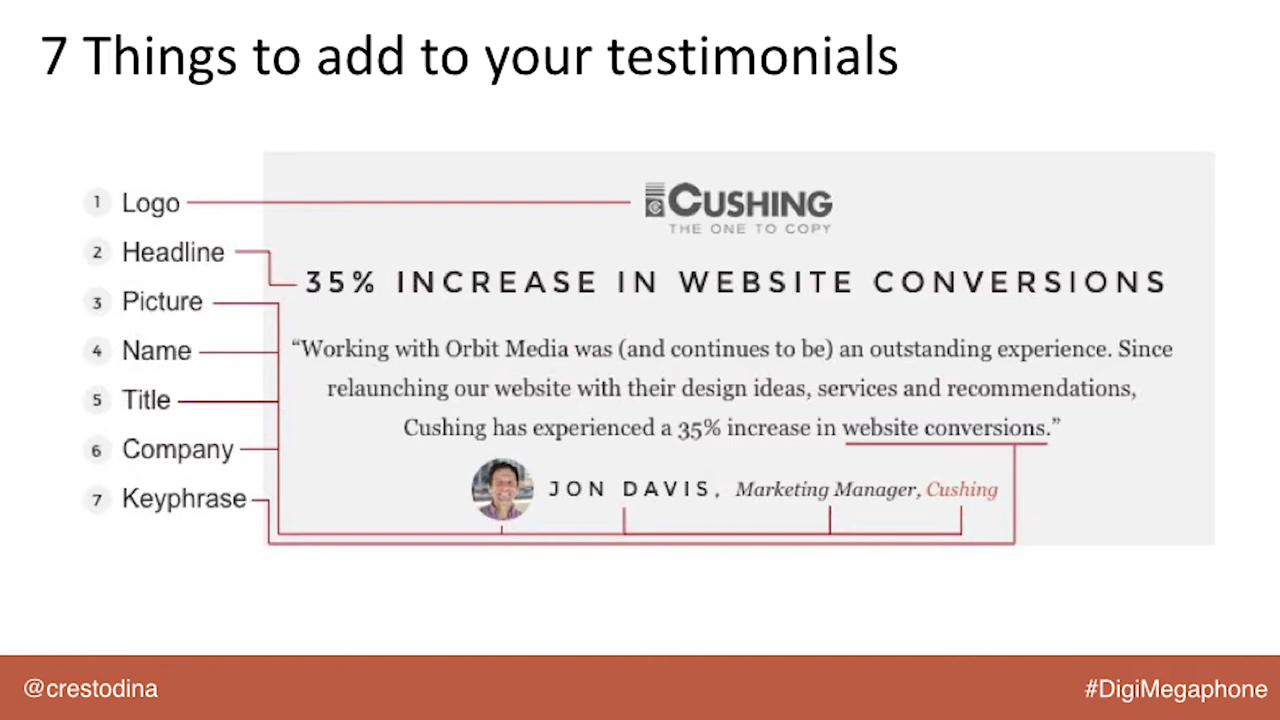 7 Things to add to your testimonials
1 Logo
2 Headline
3 Picture
4 Name
5 Title
6 Company
7 Keyphrase
CUSHING
THE ONE TO COPY
35% INCREASE IN WEBSITE CONVERSIONS
“Working with Orbit Media was (and continues to be) an outstanding experience. Since
relaunching our website with their design ideas, services and recommendations,
Cushing has experienced a 35% increase in website conversions.”
JON DAVIS, Marketing Manager, Cushing
@crestodina
#DigiMegaphone